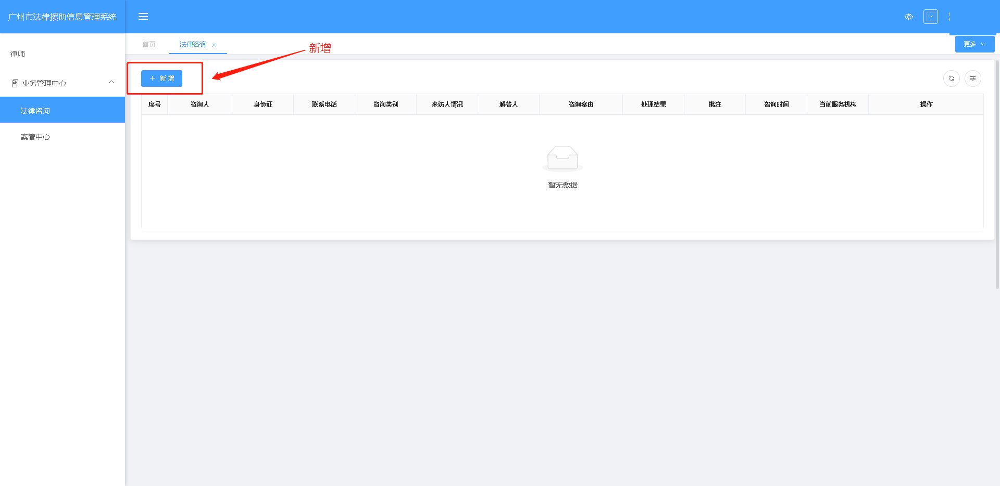 广州市法律援助信息管理系统
律师
业务管理中心
法律咨询
案管中心
首页
法律咨询
更多
新增
新增
序号 咨询人 身份证 联系电话 咨询类别 来访人情况 解答人 咨询案由 处理结果 批注 咨询时间 当前服务机构 操作
暂无数据